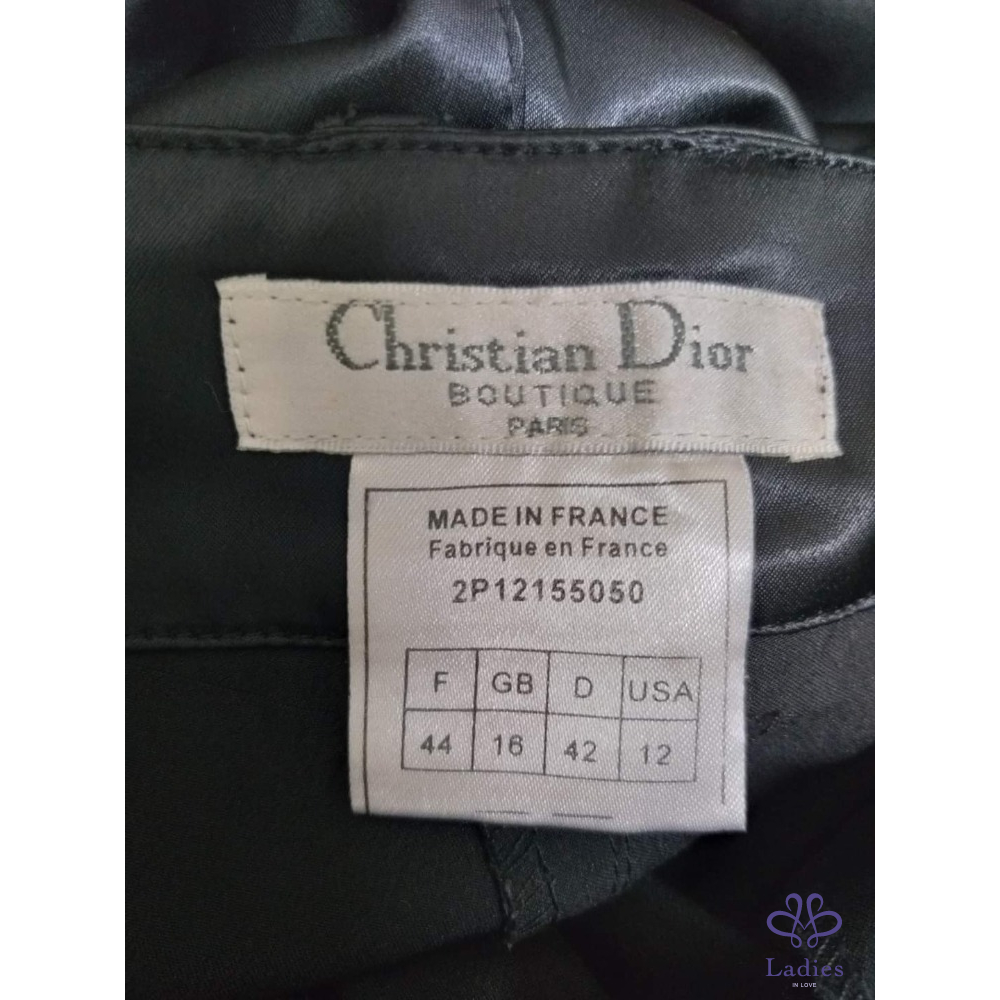 Christian Dior
BOUTIQUE
PARIS
MADE IN FRANCE
Fabrique en France
2P12155050
F GB D USA
44 16 42 12
Ladies
IN LOVE